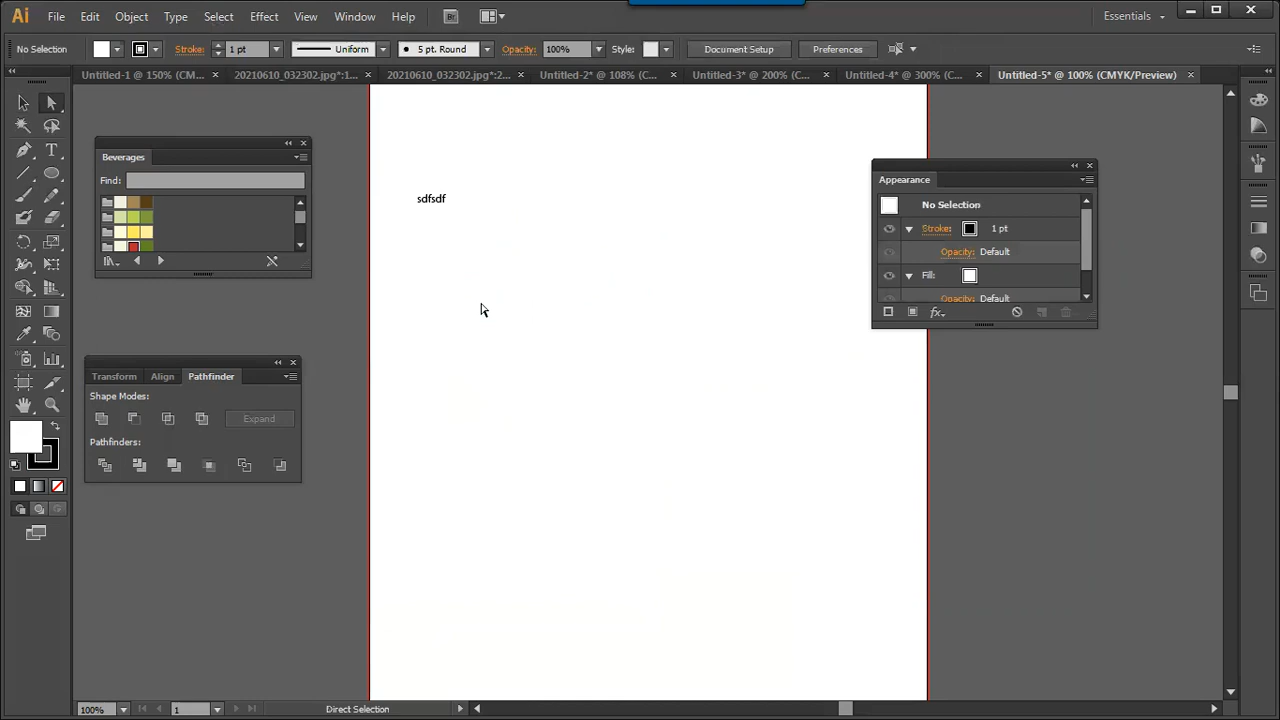 Ai File Edit Object Type Select Effect View Window Help Br Essentials
No Selection Stroke: 1 pt Uniform 5 pt. Round Opacity: 100% Style: Document Setup Preferences
Untitled-1 @ 150% (CM... 20210610_032302.jpg*:1... 20210610_032302.jpg*:2... Untitled-2* @ 108% (C... Untitled-3* @ 200% (C... Untitled-4* @ 300% (C... Untitled-5* @ 100% (CMYK/Preview)
Beverages
Find:
sdfsdf
Appearance
No Selection
Stroke: 1 pt
Opacity: Default
Fill:
Opacity: Default
fx
Transform Align Pathfinder
Shape Modes:
Expand
Pathfinders:
100% 1 Direct Selection